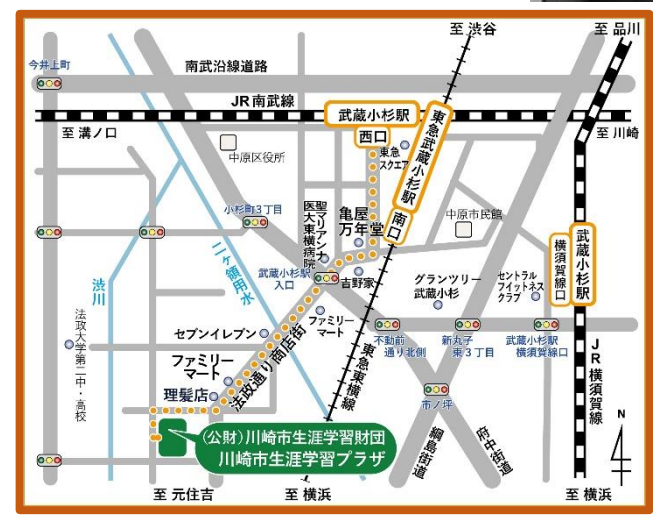 至 渋谷
至 品川
今井上町
南武沿線道路
JR南武線
武蔵小杉駅
西口
東急武蔵小杉駅
南口
至 溝ノ口
至 川崎
中原区役所
東急
スクエア
中原市民館
小杉町3丁目
聖マリアンナ
医大東横病院
亀屋
万年堂
武蔵小杉駅
横須賀線口
二ヶ領用水
渋川
武蔵小杉駅
入口
吉野家
グランツリー
武蔵小杉
セントラル
フィットネス
クラブ
法政大学第二中・高校
セブンイレブン
ファミリー
マート
不動前
通り北側
新丸子
東3丁目
武蔵小杉駅
横須賀線口
ファミリー
マート
法政通り商店街
理髪店
東急東横線
市ノ坪
JR横須賀線
N
(公財)川崎市生涯学習財団
川崎市生涯学習プラザ
綱島街道
府中街道
至 元住吉
至 横浜
至 横浜